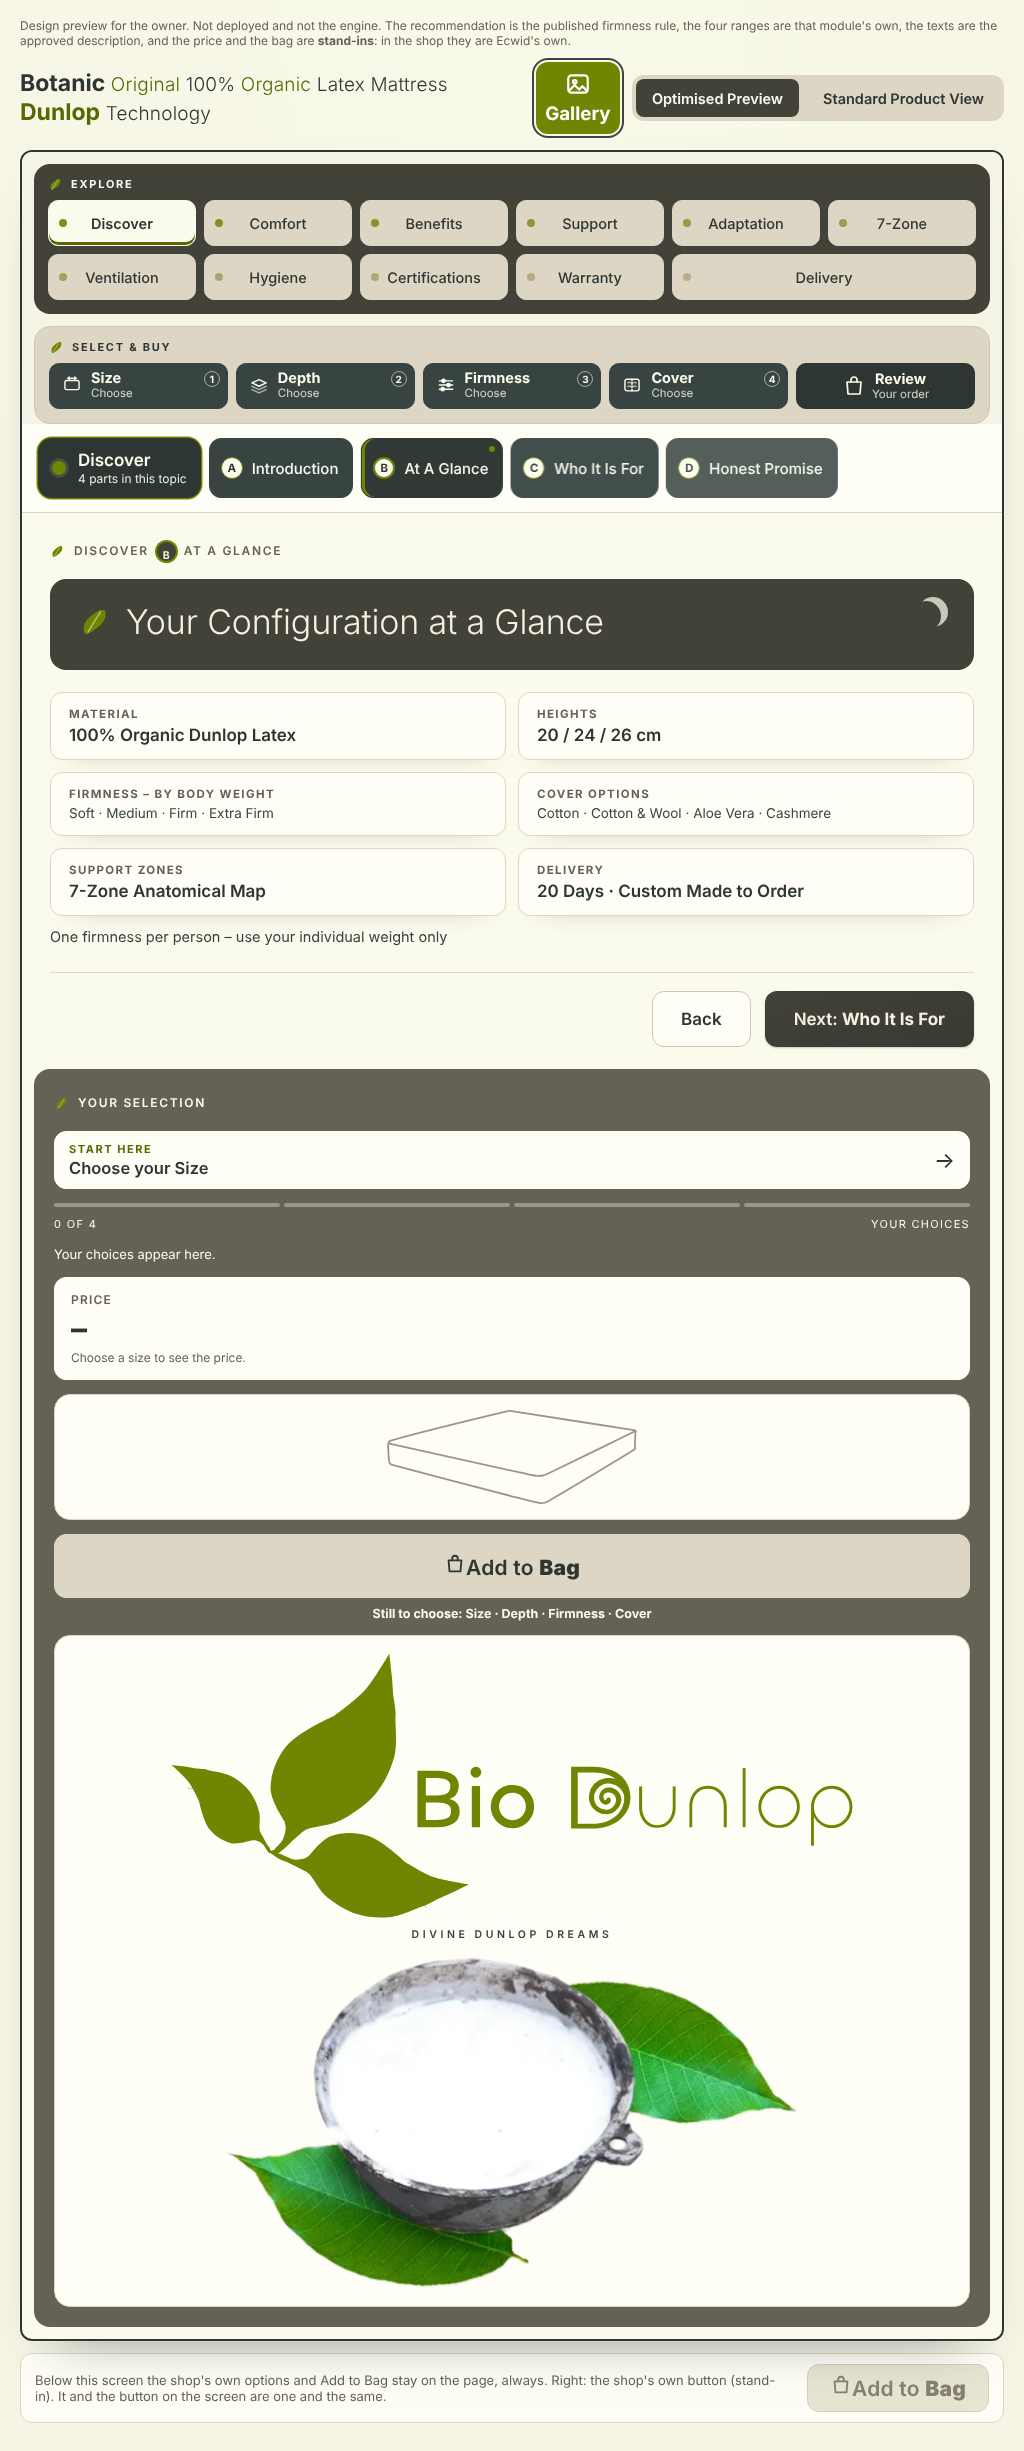 Design preview for the owner. Not deployed and not the engine. The recommendation is the published firmness rule, the four ranges are that module's own, the texts are the
approved description, and the price and the bag are stand-ins: in the shop they are Ecwid's own.
Botanic Original 100% Organic Latex Mattress
Dunlop Technology
Gallery
Optimised Preview
Standard Product View
EXPLORE
Discover
Comfort
Benefits
Support
Adaptation
7-Zone
Ventilation
Hygiene
Certifications
Warranty
Delivery
SELECT & BUY
Size
Choose
1
Depth
Choose
2
Firmness
Choose
3
Cover
Choose
4
Review
Your order
Discover
4 parts in this topic
A Introduction
B At A Glance
C Who It Is For
D Honest Promise
DISCOVER B AT A GLANCE
Your Configuration at a Glance
MATERIAL
100% Organic Dunlop Latex
HEIGHTS
20 / 24 / 26 cm
FIRMNESS – BY BODY WEIGHT
Soft · Medium · Firm · Extra Firm
COVER OPTIONS
Cotton · Cotton & Wool · Aloe Vera · Cashmere
SUPPORT ZONES
7-Zone Anatomical Map
DELIVERY
20 Days · Custom Made to Order
One firmness per person – use your individual weight only
Back
Next: Who It Is For
YOUR SELECTION
START HERE
Choose your Size
0 OF 4
YOUR CHOICES
Your choices appear here.
PRICE
–
Choose a size to see the price.
Add to Bag
Still to choose: Size · Depth · Firmness · Cover
Bio Dunlop
DIVINE DUNLOP DREAMS
Below this screen the shop's own options and Add to Bag stay on the page, always. Right: the shop's own button (stand-
in). It and the button on the screen are one and the same.
Add to Bag